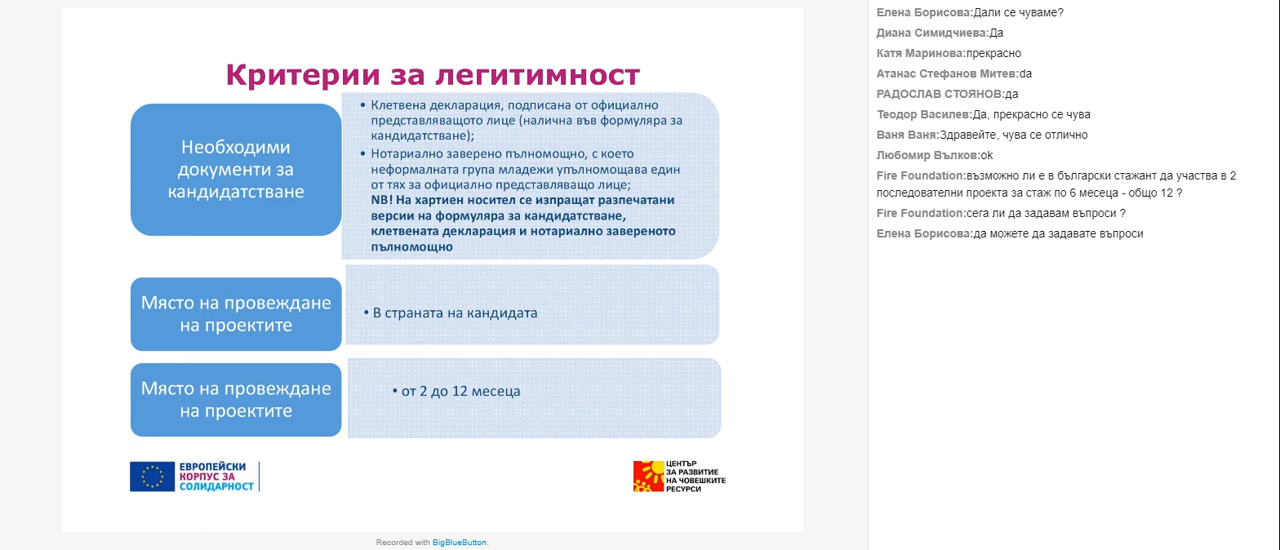 Критерии за легитимност
Необходими
документи за
кандидатстване
• Клетвена декларация, подписана от официално
представляващото лице (налична във формуляра за
кандидатстване);
• Нотариално заверено пълномощно, с което
неформалната група младежи упълномощава един
от тях за официално представляващо лице;
NB! На хартиен носител се изпращат разпечатани
версии на формуляра за кандидатстване,
клетвената декларация и нотариално завереното
пълномощно
Място на провеждане
на проектите
• В страната на кандидата
Място на провеждане
на проектите
• от 2 до 12 месеца
ЕВРОПЕЙСКИ
КОРПУС ЗА
СОЛИДАРНОСТ
ЦЕНТЪР
ЗА РАЗВИТИЕ
НА ЧОВЕШКИТЕ
РЕСУРСИ
Recorded with BigBlueButton.
Елена Борисова:Дали се чуваме?
Диана Симидчиева:Да
Катя Маринова:прекрасно
Атанас Стефанов Митев:da
РАДОСЛАВ СТОЯНОВ:да
Теодор Василев:Да, прекрасно се чува
Ваня Ваня:Здравейте, чува се отлично
Любомир Вълков:ok
Fire Foundation:възможно ли е в български стажант да участва в 2
последователни проекта за стаж по 6 месеца - общо 12 ?
Fire Foundation:сега ли да задавам въпроси ?
Елена Борисова:да можете да задавате въпроси